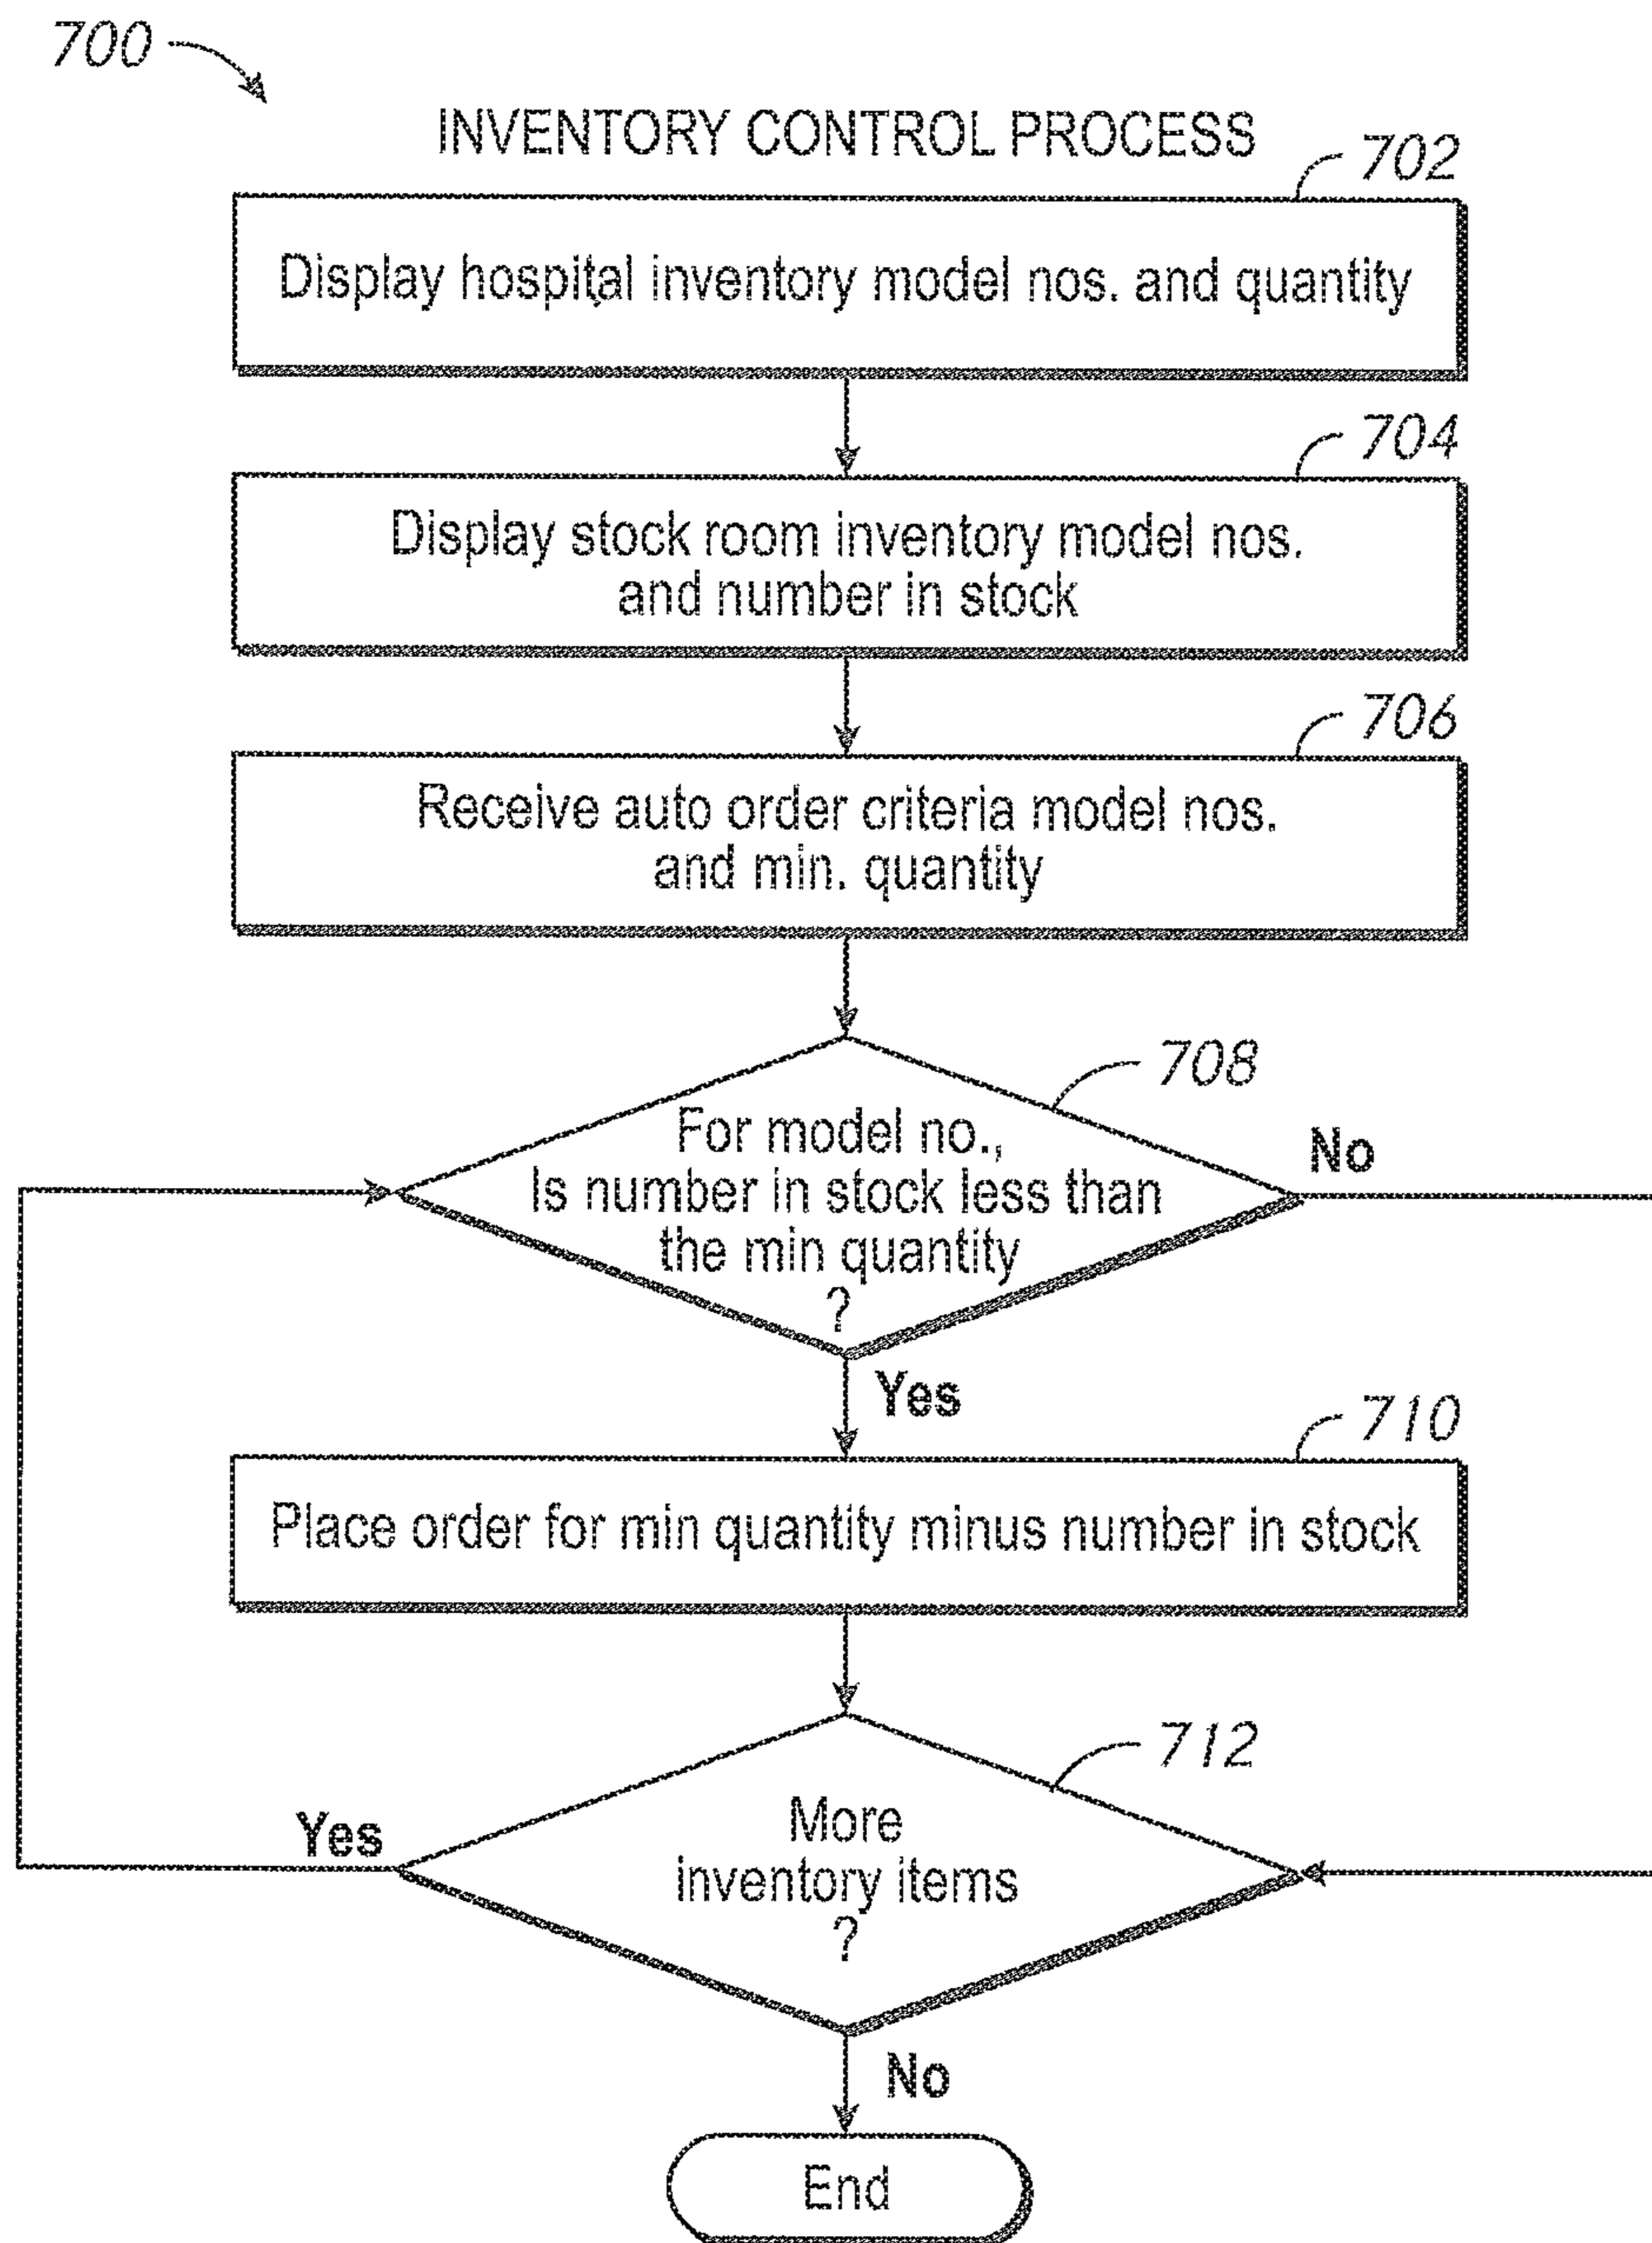 700
INVENTORY CONTROL PROCESS
702
Display hospital inventory model nos. and quantity
704
Display stock room inventory model nos.
and number in stock
706
Receive auto order criteria model nos.
and min. quantity
708
For model no.,
Is number in stock less than
the min quantity
?
No
Yes
710
Place order for min quantity minus number in stock
712
More
inventory items
?
Yes
No
End